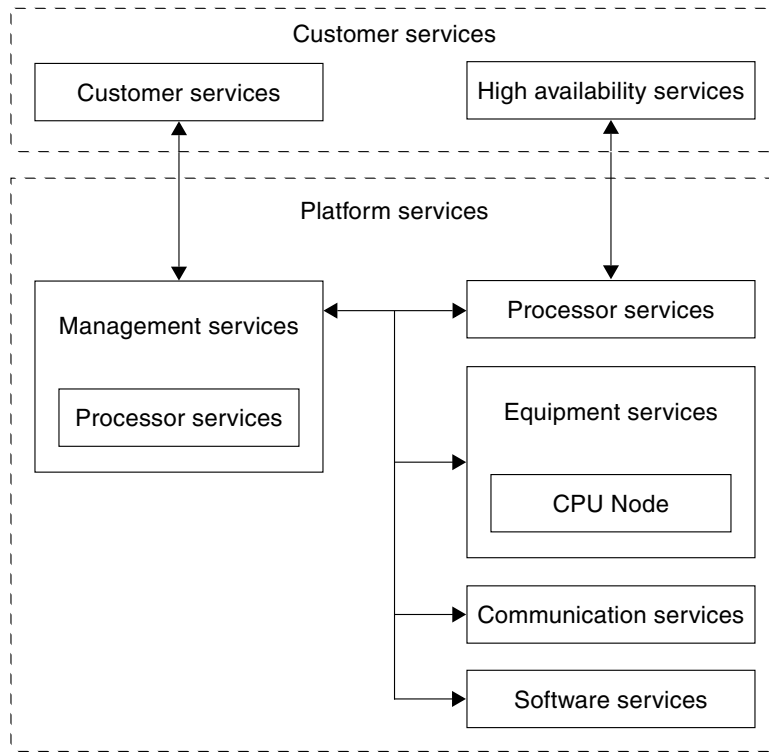 Customer services
Customer services
High availability services
Platform services
Management services
Processor services
Processor services
Equipment services
CPU Node
Communication services
Software services